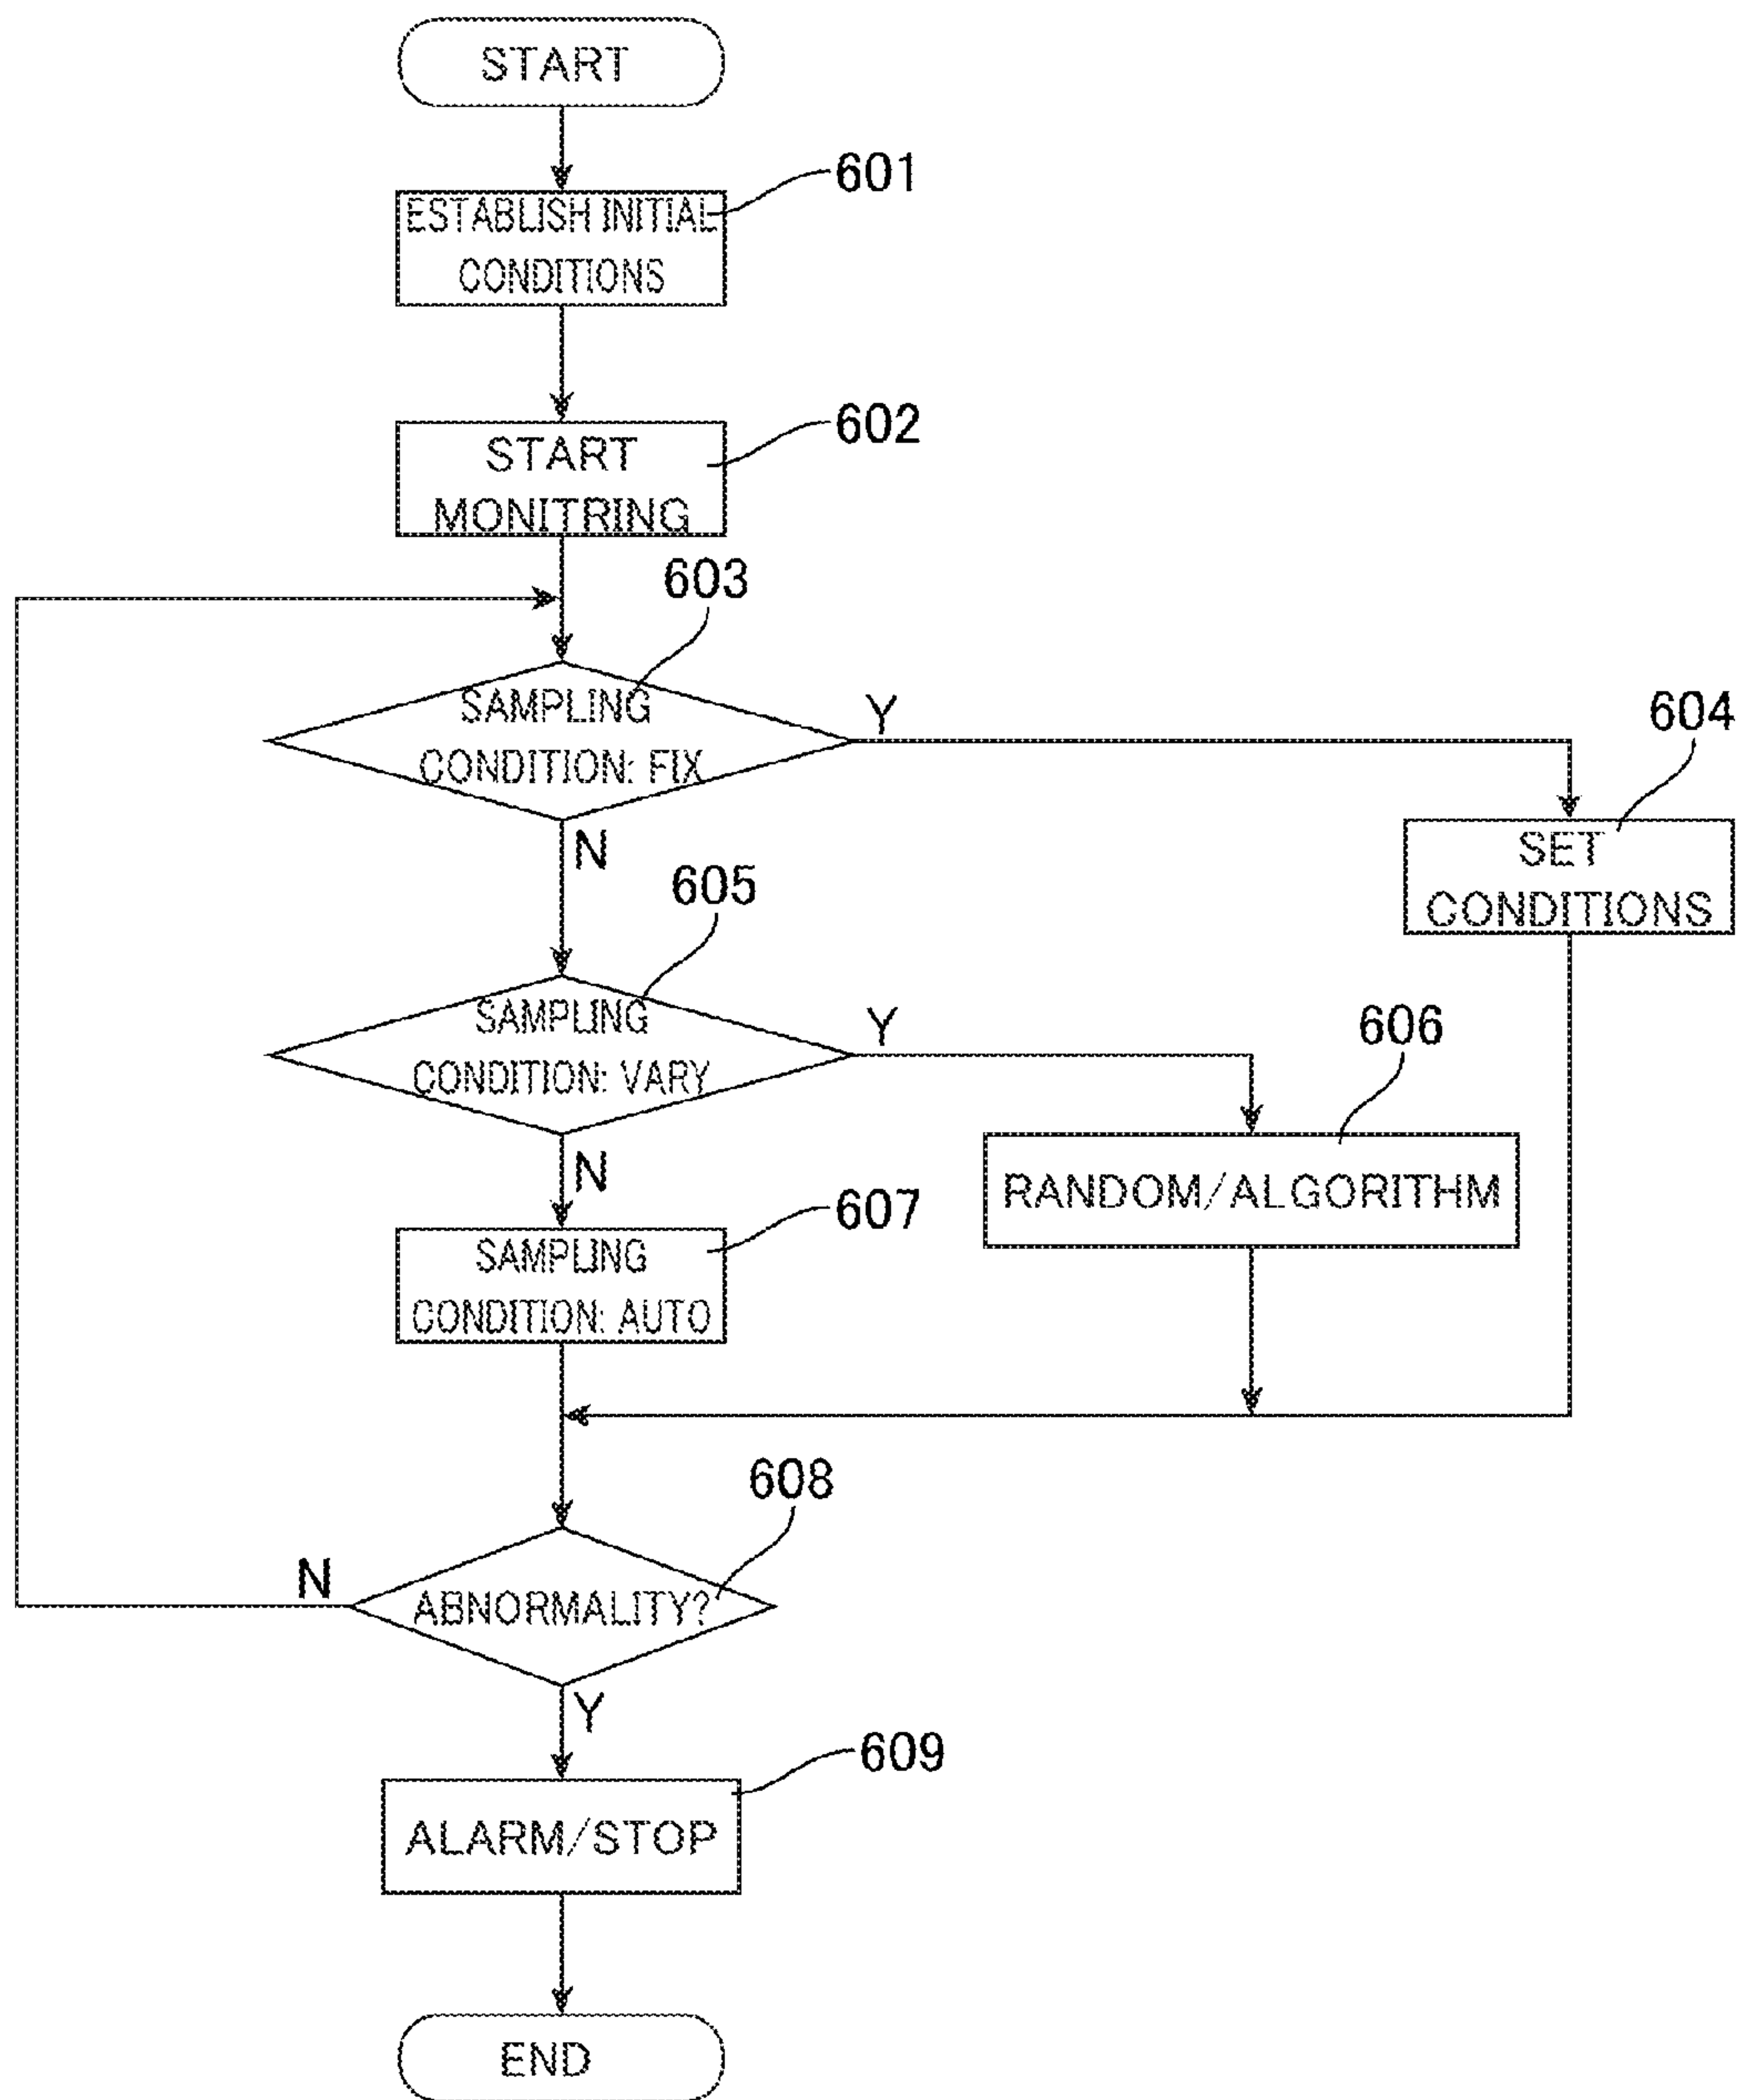 START
601
ESTABLISH INITIAL
CONDITIONS
602
START
MONITRING
603
SAMPLING
CONDITION: FIX
Y
N
604
SET
CONDITIONS
605
SAMPLING
CONDITION: VARY
Y
N
606
RANDOM/ALGORITHM
607
SAMPLING
CONDITION: AUTO
608
ABNORMALITY?
N
Y
609
ALARM/STOP
END